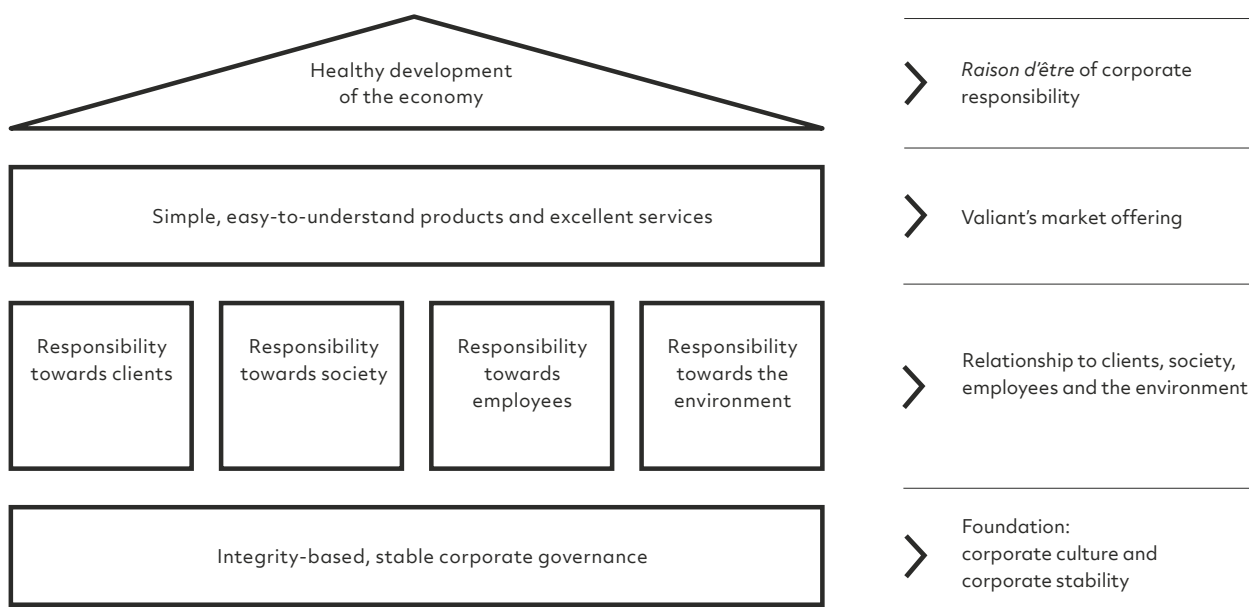 Healthy development
of the economy
Raison d’être of corporate
responsibility
Simple, easy-to-understand products and excellent services
Valiant’s market offering
Responsibility
towards clients
Responsibility
towards society
Responsibility
towards
employees
Responsibility
towards the
environment
Relationship to clients, society,
employees and the environment
Integrity-based, stable corporate governance
Foundation:
corporate culture and
corporate stability